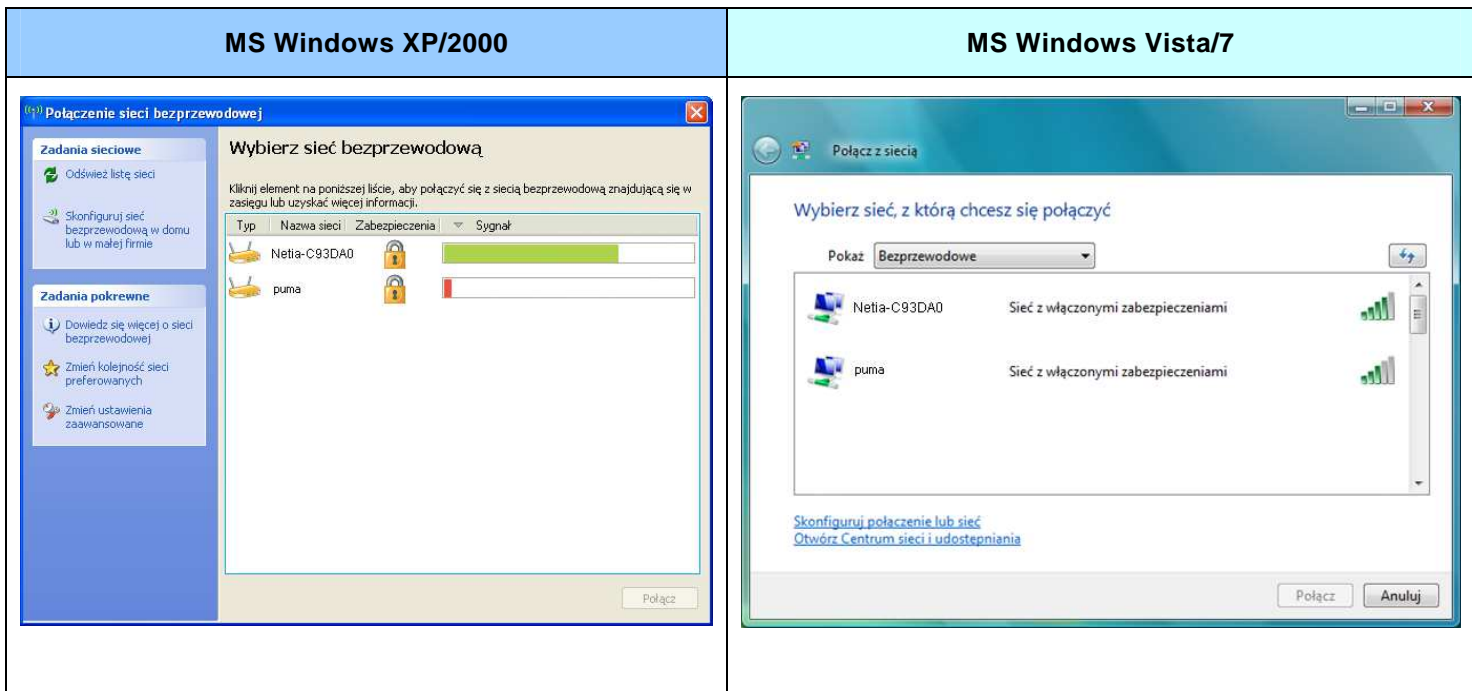 MS Windows XP/2000
MS Windows Vista/7
Połączenie sieci bezprzewodowej
Zadania sieciowe
Odśwież listę sieci
Skonfiguruj sieć
bezprzewodową w domu
lub w małej firmie
Zadania pokrewne
Dowiedz się więcej o sieci
bezprzewodowej
Zmień kolejność sieci
preferowanych
Zmień ustawienia
zaawansowane
Wybierz sieć bezprzewodową
Kliknij element na poniższej liście, aby połączyć się z siecią bezprzewodową znajdującą się w
zasięgu lub uzyskać więcej informacji.
Typ Nazwa sieci Zabezpieczenia Sygnał
Netia-C93DA0
puma
Połącz
Połącz z siecią
Wybierz sieć, z którą chcesz się połączyć
Pokaż Bezprzewodowe
Netia-C93DA0 Sieć z włączonymi zabezpieczeniami
puma Sieć z włączonymi zabezpieczeniami
Skonfiguruj połączenie lub sieć
Otwórz Centrum sieci i udostępniania
Połącz Anuluj